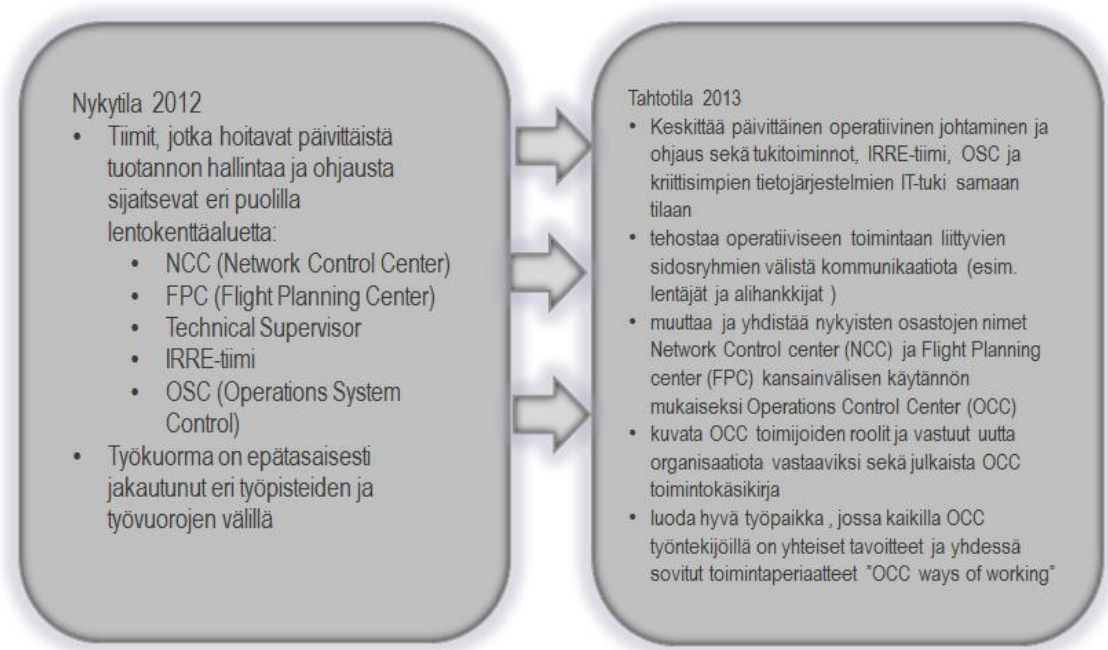 Nykytila 2012
• Tiimit, jotka hoitavat päivittäistä
tuotannon hallintaa ja ohjausta
sijaitsevat eri puolilla
lentokenttäaluetta:
• NCC (Network Control Center)
• FPC (Flight Planning Center)
• Technical Supervisor
• IRRE-tiimi
• OSC (Operations System
Control)
• Työkuorma on epätasaisesti
jakautunut eri työpisteiden ja
työvuorojen välillä
Tahtotila 2013
• Keskittää päivittäinen operatiivinen johtaminen ja
ohjaus sekä tukitoiminnot, IRRE-tiimi, OSC ja
kriittisimpien tietojärjestelmien IT-tuki samaan
tilaan
• tehostaa operatiiviseen toimintaan liittyvien
sidosryhmien välistä kommunikaatiota (esim.
lentäjät ja alihankkijat )
• muuttaa ja yhdistää nykyisten osastojen nimet
Network Control center (NCC) ja Flight Planning
center (FPC) kansainvälisen käytännön
mukaiseksi Operations Control Center (OCC)
• kuvata OCC toimijoiden roolit ja vastuut uutta
organisaatiota vastaaviksi sekä julkaista OCC
toimintokäsikirja
• luoda hyvä työpaikka , jossa kaikilla OCC
työntekijöillä on yhteiset tavoitteet ja yhdessä
sovitut toimintaperiaatteet "OCC ways of working"